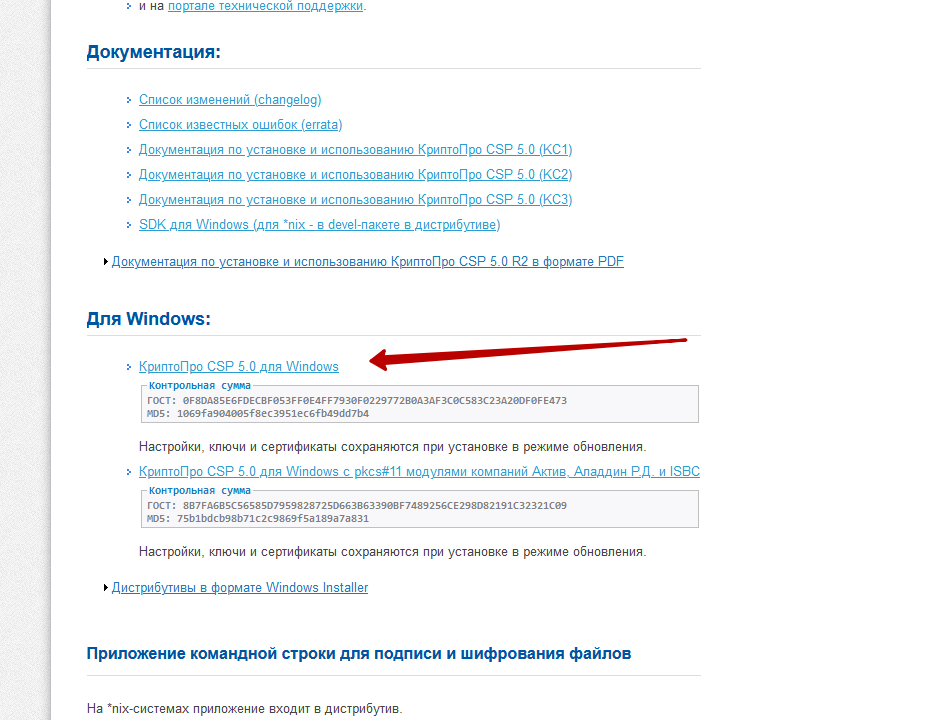 и на портале технической поддержки.
Документация:
Список изменений (changelog)
Список известных ошибок (errata)
Документация по установке и использованию КриптоПро CSP 5.0 (КС1)
Документация по установке и использованию КриптоПро CSP 5.0 (КС2)
Документация по установке и использованию КриптоПро CSP 5.0 (КС3)
SDK для Windows (для *nix - в devel-пакете в дистрибутиве)
Документация по установке и использованию КриптоПро CSP 5.0 R2 в формате PDF
Для Windows:
КриптоПро CSP 5.0 для Windows
Контрольная сумма
ГОСТ: 0F8DA85E6FDECBF053FF0E4FF7930F0229772B0A3AF3C0C583C23A20DF0FE473
MD5: 1069fa904005f8ec3951ec6fb49dd7b4
Настройки, ключи и сертификаты сохраняются при установке в режиме обновления.
КриптоПро CSP 5.0 для Windows с pkcs#11 модулями компаний Актив, Аладдин Р.Д. и ISBC
Контрольная сумма
ГОСТ: 8B7FA6B5C56585D7959828725D663B63390BF7489256CE298D82191C32321C09
MD5: 75b1bdcb98b71c2c9869f5a189a7a831
Настройки, ключи и сертификаты сохраняются при установке в режиме обновления.
Дистрибутивы в формате Windows Installer
Приложение командной строки для подписи и шифрования файлов
На *nix-системах приложение входит в дистрибутив.